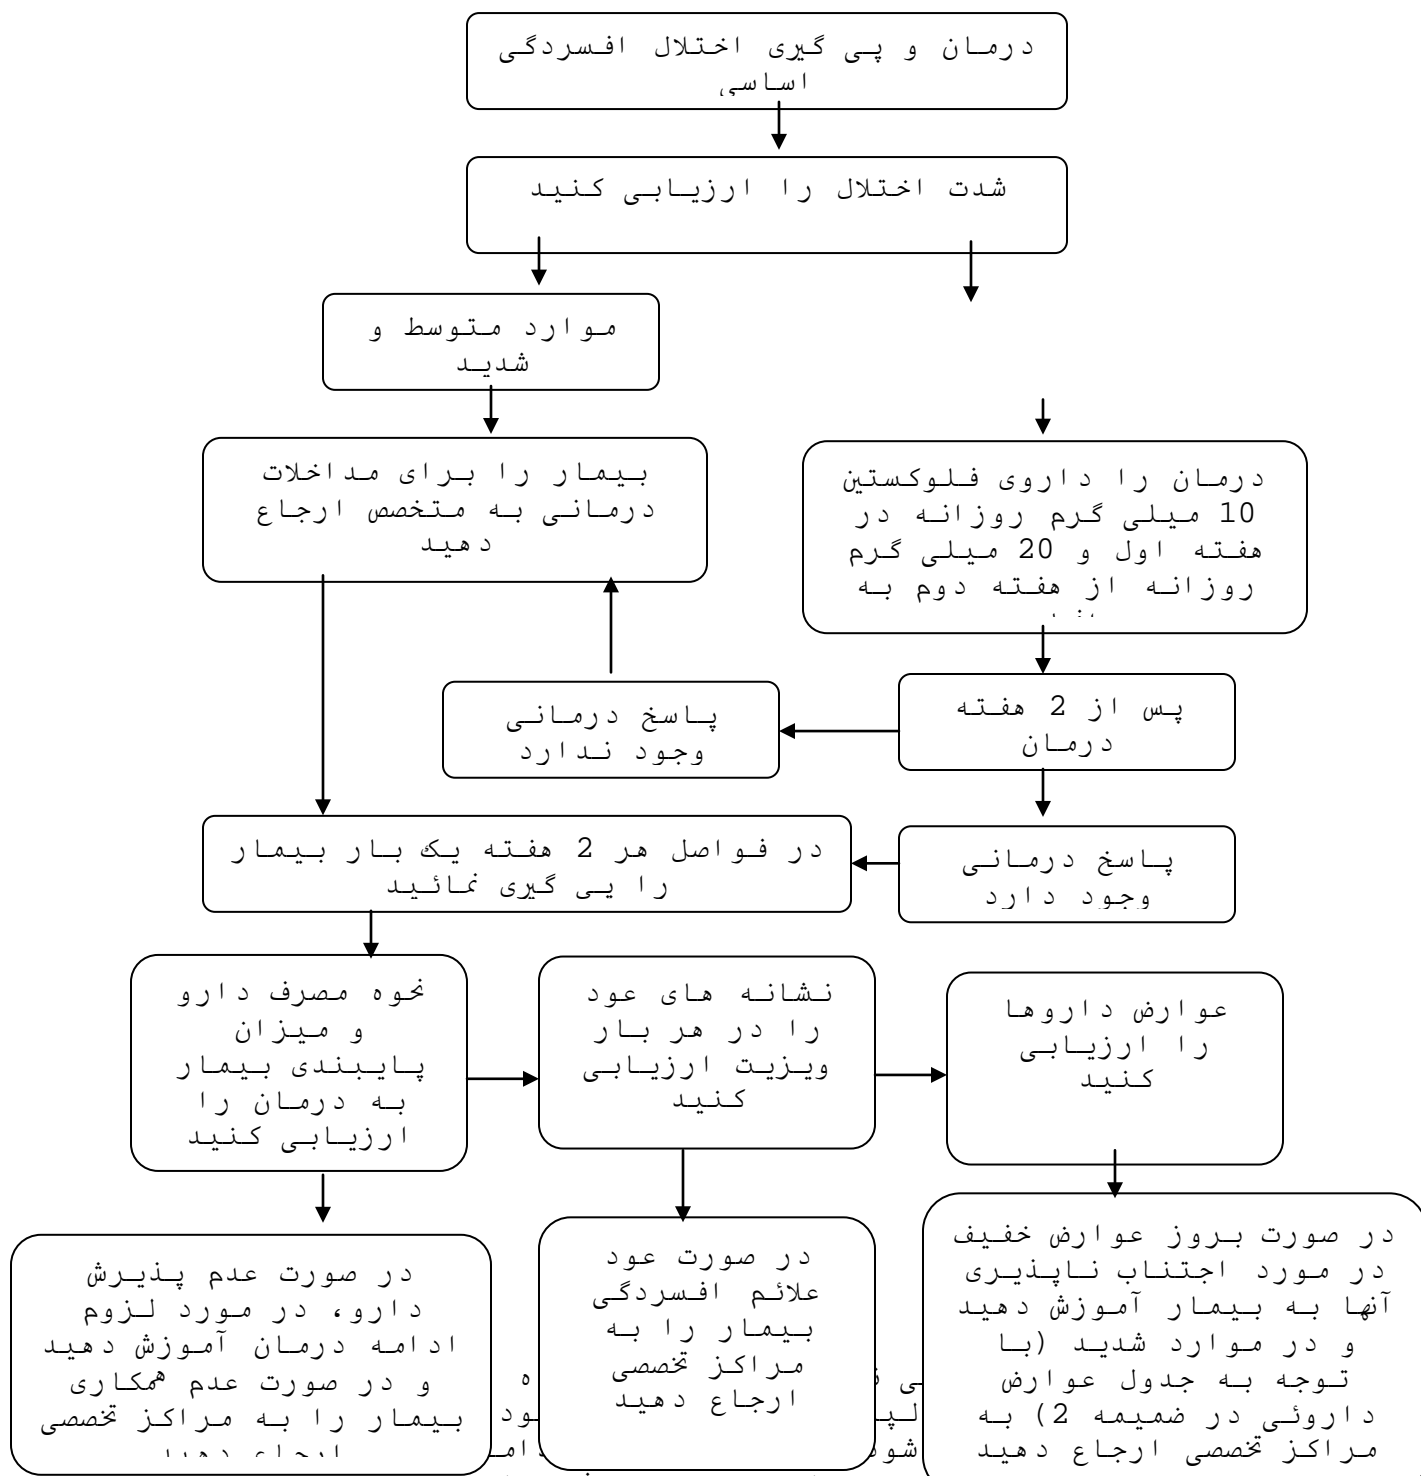 درمان و پی گیری اختلال افسردگی
اساسی
شدت اختلال را ارزیابی کنید
موارد متوسط و
شدید
بیمار را برای مداخلات
درمانی به متخصص ارجاع
دهید
درمان را داروی فلوکستین
10 میلی گرم روزانه در
هفته اول و 20 میلی گرم
روزانه از هفته دوم به
پس از 2 هفته
درمان
پاسخ درمانی
وجود ندارد
پاسخ درمانی
وجود دارد
در فواصل هر 2 هفته یک بار بیمار
را پی گیری نمائید
نحوه مصرف دارو
و میزان
پایبندی بیمار
به درمان را
ارزیابی کنید
نشانه های عود
را در هر بار
ویزیت ارزیابی
کنید
عوارض داروها
را ارزیابی
کنید
در صورت عدم پذیرش
دارو، در مورد لزوم
ادامه درمان آموزش دهید
و در صورت عدم همکاری
بیمار را به مراکز تخصصی
ارجاع دهید
در صورت عود
علائم افسردگی
بیمار را به
مراکز تخصصی
ارجاع دهید
در صورت بروز عوارض خفیف
در مورد اجتناب ناپذیری
آنها به بیمار آموزش دهید
و در موارد شدید (با
توجه به جدول عوارض
داروئی در ضمیمه 2) به
مراکز تخصصی ارجاع دهید